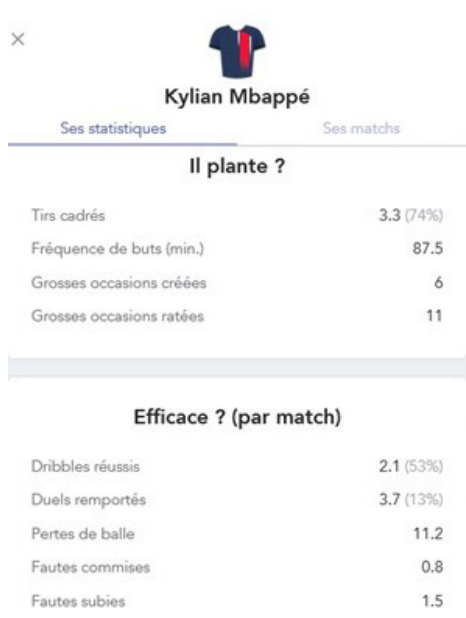 ×
Kylian Mbappé
Ses statistiques Ses matchs
Il plante ?
Tirs cadrés 3.3 (74%)
Fréquence de buts (min.) 87.5
Grosses occasions créées 6
Grosses occasions ratées 11
Efficace ? (par match)
Dribbles réussis 2.1 (53%)
Duels remportés 3.7 (13%)
Pertes de balle 11.2
Fautes commises 0.8
Fautes subies 1.5